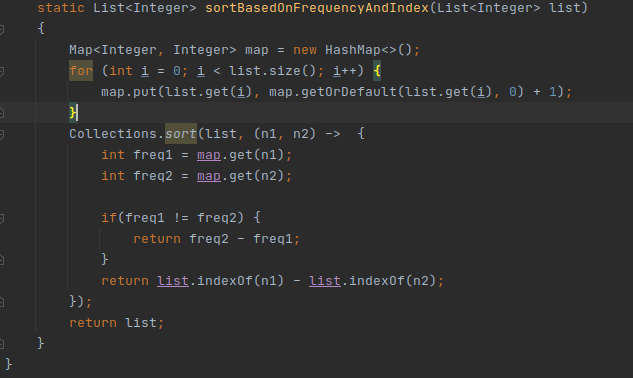 static List<Integer> sortBasedOnFrequencyAndIndex(List<Integer> list)
{
Map<Integer, Integer> map = new HashMap<>();
for (int i = 0; i < list.size(); i++) {
map.put(list.get(i), map.getOrDefault(list.get(i), 0) + 1);
}
Collections.sort(list, (n1, n2) -> {
int freq1 = map.get(n1);
int freq2 = map.get(n2);
if(freq1 != freq2) {
return freq2 - freq1;
}
return list.indexOf(n1) - list.indexOf(n2);
});
return list;
}
}